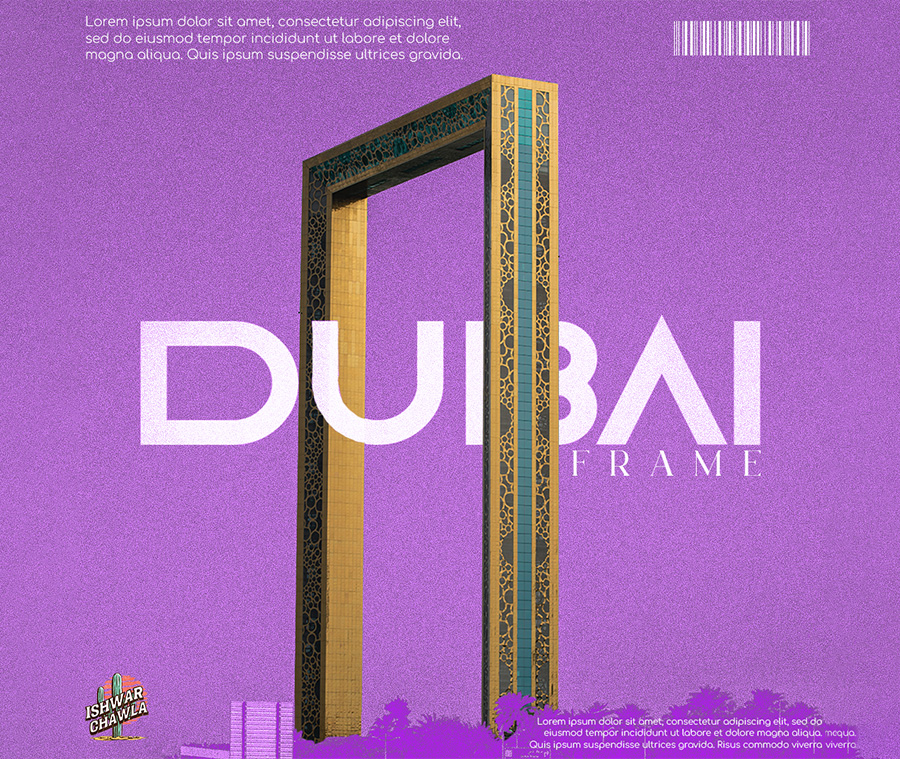 Lorem ipsum dolor sit amet, consectetur adipiscing elit,
sed do eiusmod tempor incididunt ut labore et dolore
magna aliqua. Quis ipsum suspendisse ultrices gravida.
DUBAI
FRAME
ISHWAR
CHAWLA
Lorem ipsum dolor sit amet, consectetur adipiscing elit, sed do
eiusmod tempor incididunt ut labore et dolore magna aliqua. mequa.
Quis ipsum suspendisse ultrices gravida. Risus commodo viverra viverra.